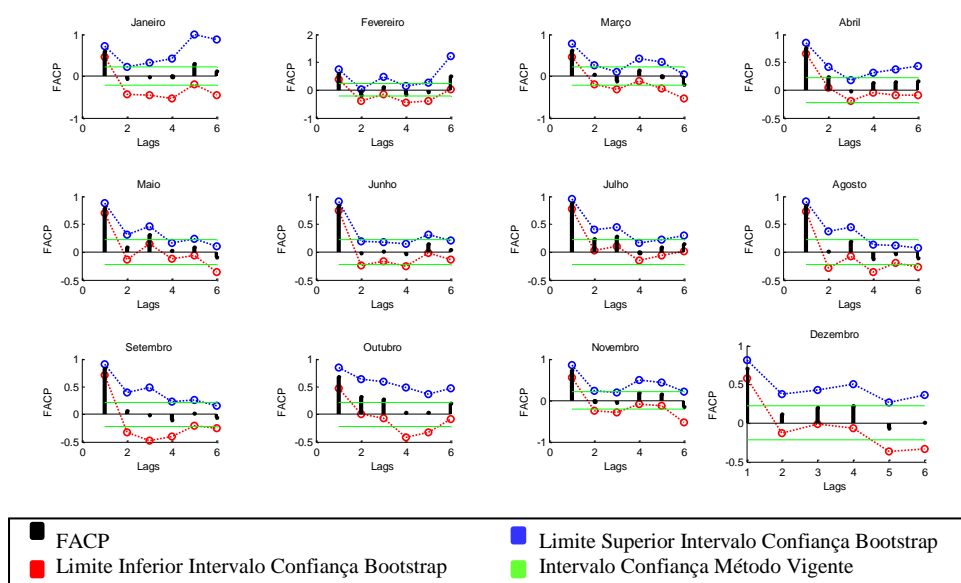 Janeiro
1
0
-1
FACP
0 2 4 6
Lags
Fevereiro
2
1
0
-1
FACP
0 2 4 6
Lags
Março
1
0
-1
FACP
0 2 4 6
Lags
Abril
1
0.5
0
-0.5
FACP
0 2 4 6
Lags
Maio
1
0.5
0
-0.5
FACP
0 2 4 6
Lags
Junho
1
0.5
0
-0.5
FACP
0 2 4 6
Lags
Julho
1
0.5
0
-0.5
FACP
0 2 4 6
Lags
Agosto
1
0.5
0
-0.5
FACP
0 2 4 6
Lags
Setembro
1
0.5
0
-0.5
FACP
0 2 4 6
Lags
Outubro
1
0.5
0
-0.5
FACP
0 2 4 6
Lags
Novembro
1
0
-1
FACP
0 2 4 6
Lags
Dezembro
1
0.5
0
-0.5
FACP
1 2 3 4 5 6
Lags
FACP
Limite Superior Intervalo Confiança Bootstrap
Limite Inferior Intervalo Confiança Bootstrap
Intervalo Confiança Método Vigente